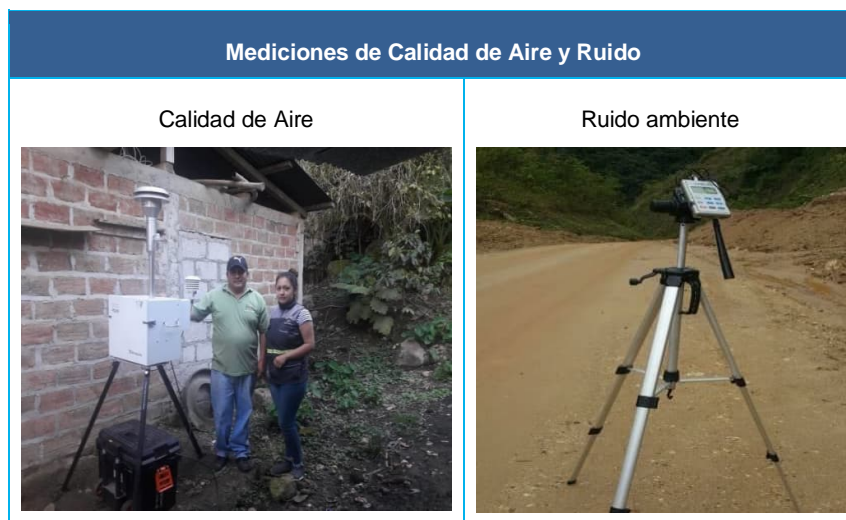 Mediciones de Calidad de Aire y Ruido
Calidad de Aire
Ruido ambiente